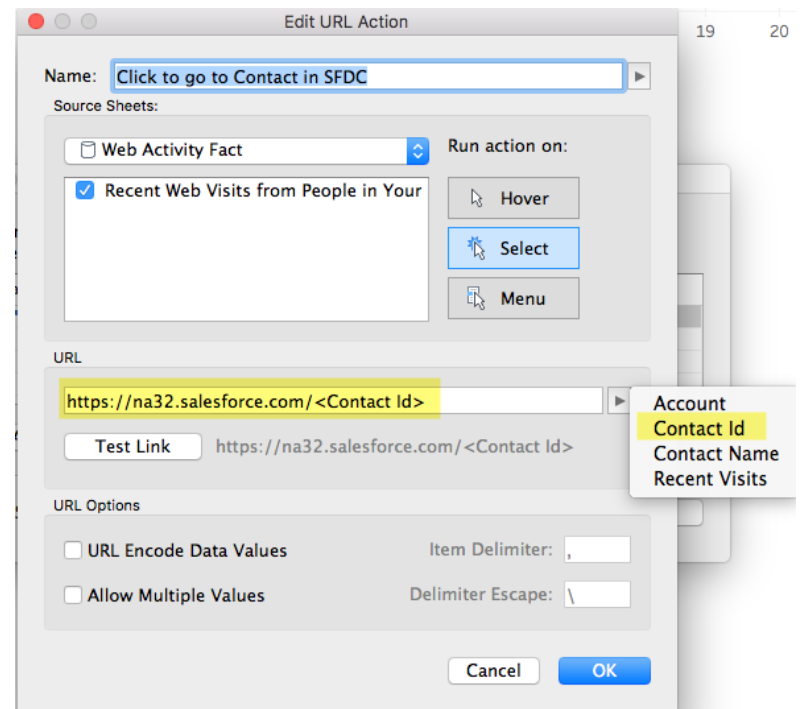 Edit URL Action
19 20
Name: Click to go to Contact in SFDC
Source Sheets:
Web Activity Fact
Run action on:
Recent Web Visits from People in Your
Hover
Select
Menu
URL
https://na32.salesforce.com/<Contact Id>
Test Link https://na32.salesforce.com/<Contact Id>
Account
Contact Id
Contact Name
Recent Visits
URL Options
URL Encode Data Values Item Delimiter: ,
Allow Multiple Values Delimiter Escape: \
Cancel OK